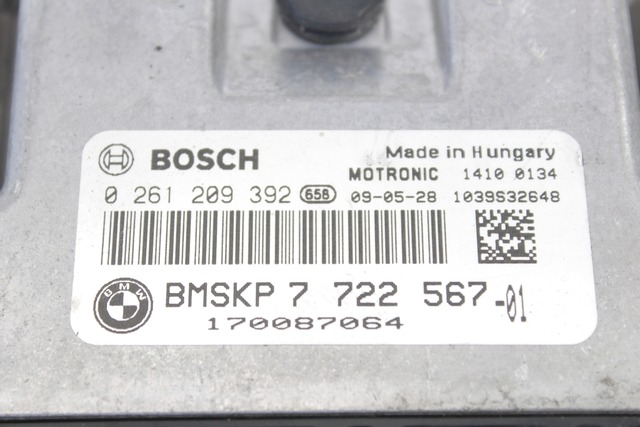 BOSCH Made in Hungary
MOTRONIC 1410 0134
0 261 209 392 658 09-05-28 1039S32648
BMW BMSKP 7 722 567-01
170087064